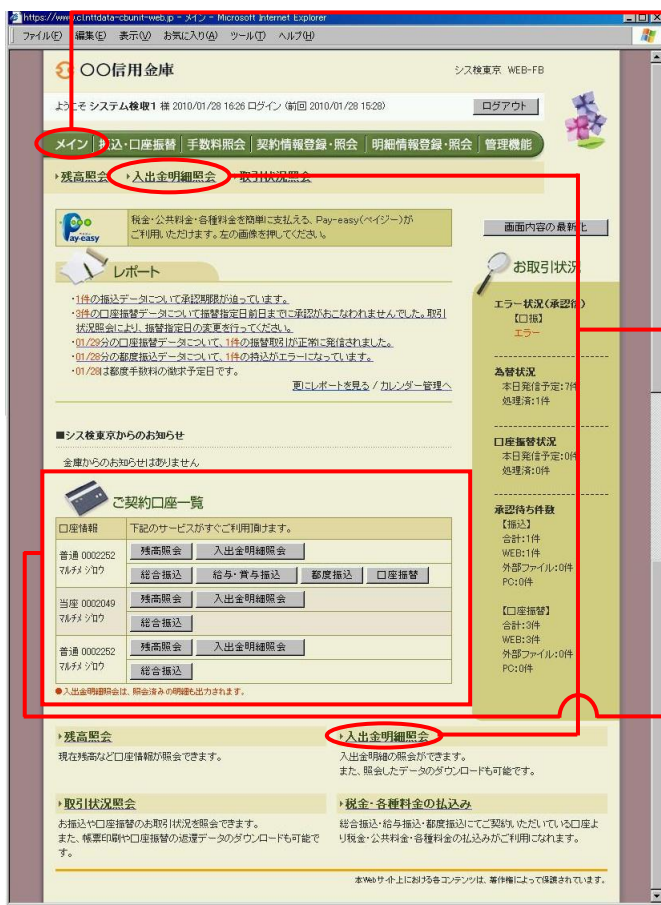 https://www.cl.nttdata-cbunit-web.jp - メイン - Microsoft Internet Explorer
ファイル(F) 編集(E) 表示(V) お気に入り(A) ツール(T) ヘルプ(H)
〇〇信用金庫
シス検東京 WEB-FB
ようこそ システム検収1 様 2010/01/28 16:26 ログイン (前回 2010/01/28 15:28)
ログアウト
メイン 振込・口座振替 手数料照会 契約情報登録・照会 明細情報登録・照会 管理機能
残高照会 入出金明細照会 取引状況照会
Pay-easy
税金・公共料金・各種料金を簡単に支払える、Pay-easy(ペイジー)が
ご利用いただけます。左の画像を押してください。
画面内容の最新化
レポート
お取引状況
・1件の振込データについて承認期限が迫っています。
・3件の口座振替データについて振替指定日前日までに承認がおこなわれませんでした。取引
状況照会により、振替指定日の変更を行ってください。
・01/29分の口座振替データについて、1件の振替取引が正常に発信されました。
・01/28分の都度振込データについて、1件の持込がエラーになっています。
・01/28は都度手数料の徴求予定日です。
更にレポートを見る / カレンダー管理へ
エラー状況(承認待)
【口振】
エラー
為替状況
本日発信予定:7件
処理済:1件
■シス検東京からのお知らせ
金庫からのお知らせはありません
口座振替状況
本日発信予定:0件
処理済:0件
ご契約口座一覧
口座情報 下記のサービスがすぐご利用頂けます。
普通 0002252
マルチメ ジロウ
残高照会 入出金明細照会
総合振込 給与・賞与振込 都度振込 口座振替
当座 0002049
マルチメ ジロウ
残高照会 入出金明細照会
総合振込
普通 0002252
マルチメ ジロウ
残高照会 入出金明細照会
総合振込
●入出金明細照会は、照会済みの明細も出力されます。
承認待ち件数
【振込】
合計:1件
WEB:1件
外部ファイル:0件
PC:0件
【口座振替】
合計:3件
WEB:3件
外部ファイル:0件
PC:0件
残高照会
現在残高など口座情報が照会できます。
入出金明細照会
入出金明細の照会ができます。
また、照会したデータのダウンロードも可能です。
取引状況照会
お振込や口座振替のお取引状況を照会できます。
また、帳票印刷や口座振替の返還データのダウンロードも可能で
す。
税金・各種料金の払込み
総合振込・給与振込・都度振込にてご契約いただいている口座よ
り税金・公共料金・各種料金の払込みがご利用になれます。
本Webサイト上における各コンテンツは、著作権によって保護されています。